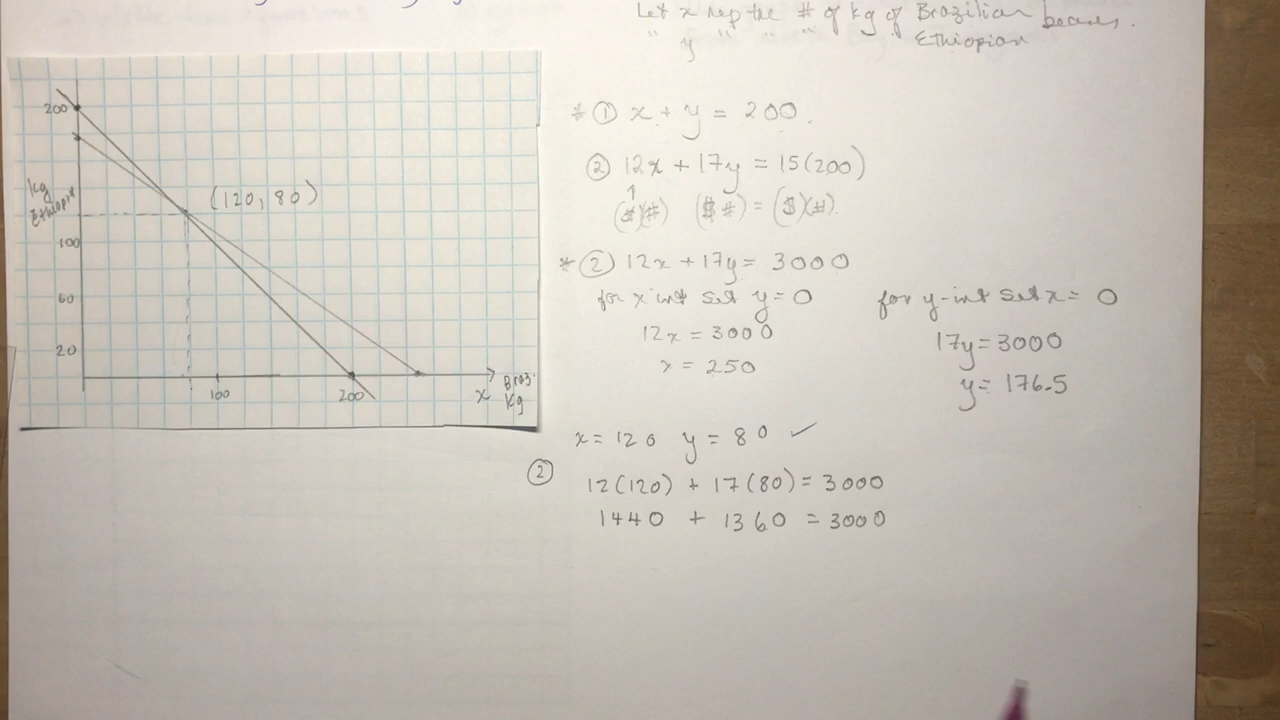 Let x rep the # of kg of Brazilian beans.
" " y " " " " Ethiopian
200
kg
Ethiopia
(120, 80)
100
60
20
100
200
x
Braz.
kg
* ① x + y = 200.
② 12x + 17y = 15(200)
↑
($)(#) ($ #) = ($)(#).
* ② 12x + 17y = 3000
for x int set y = 0
12x = 3000
x = 250
for y-int set x = 0
17y = 3000
y = 176.5
x = 120 y = 80 ✓
②
12(120) + 17(80) = 3000
1440 + 1360 = 3000